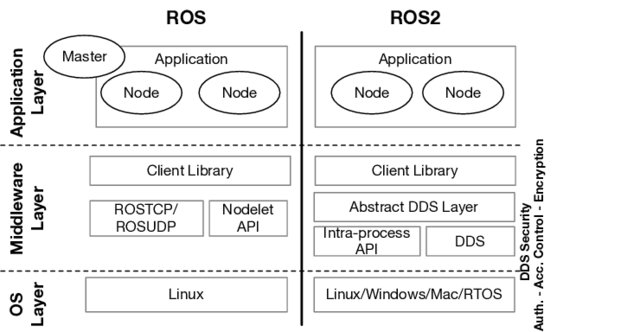 ROS
ROS2
Application
Layer
Master
Application
Node
Node
Application
Node
Node
Middleware
Layer
Client Library
ROSTCP/
ROSUDP
Nodelet
API
Client Library
Abstract DDS Layer
Intra-process
API
DDS
DDS Security
Auth. - Acc. Control - Encryption
OS
Layer
Linux
Linux/Windows/Mac/RTOS